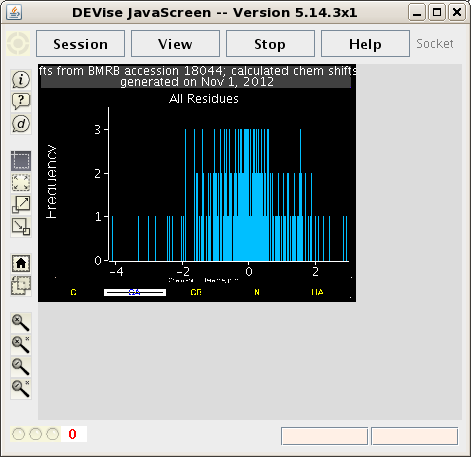 DEVise JavaScreen -- Version 5.14.3x1
Session View Stop Help Socket
fts from BMRB accession 18044; calculated chem shifts
generated on Nov 1, 2012
All Residues
Frequency
3
2
1
0
-4 -2 0 2
C CA CB N HA
0